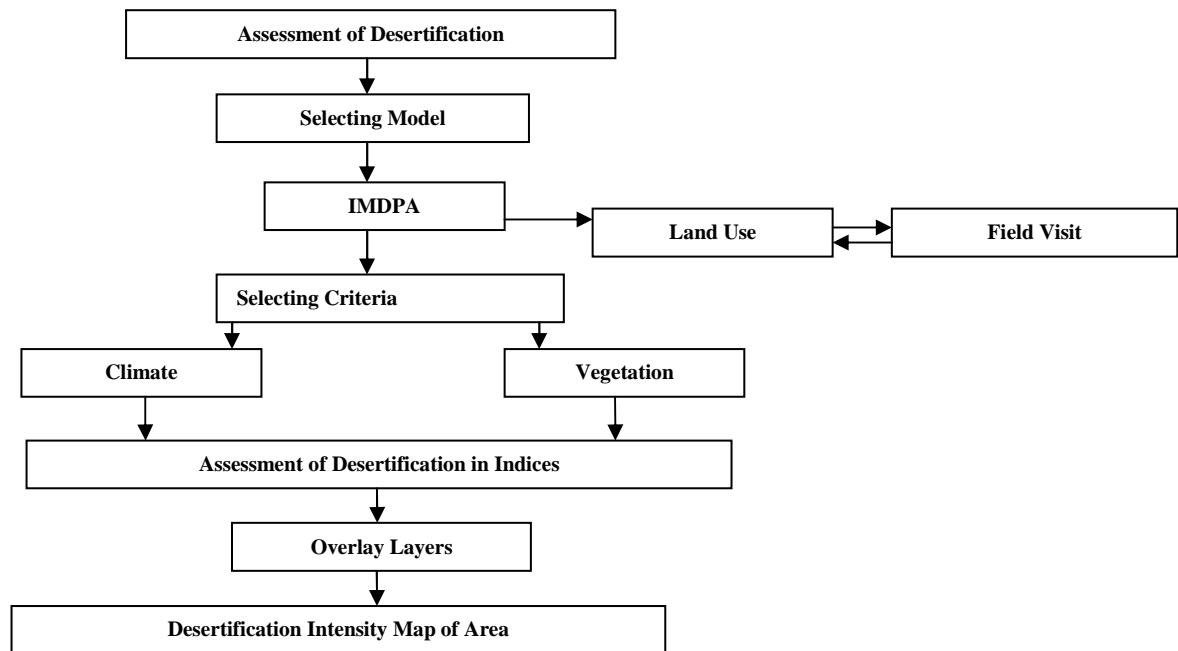 Assessment of Desertification
Selecting Model
IMDPA
Land Use
Field Visit
Selecting Criteria
Climate
Vegetation
Assessment of Desertification in Indices
Overlay Layers
Desertification Intensity Map of Area